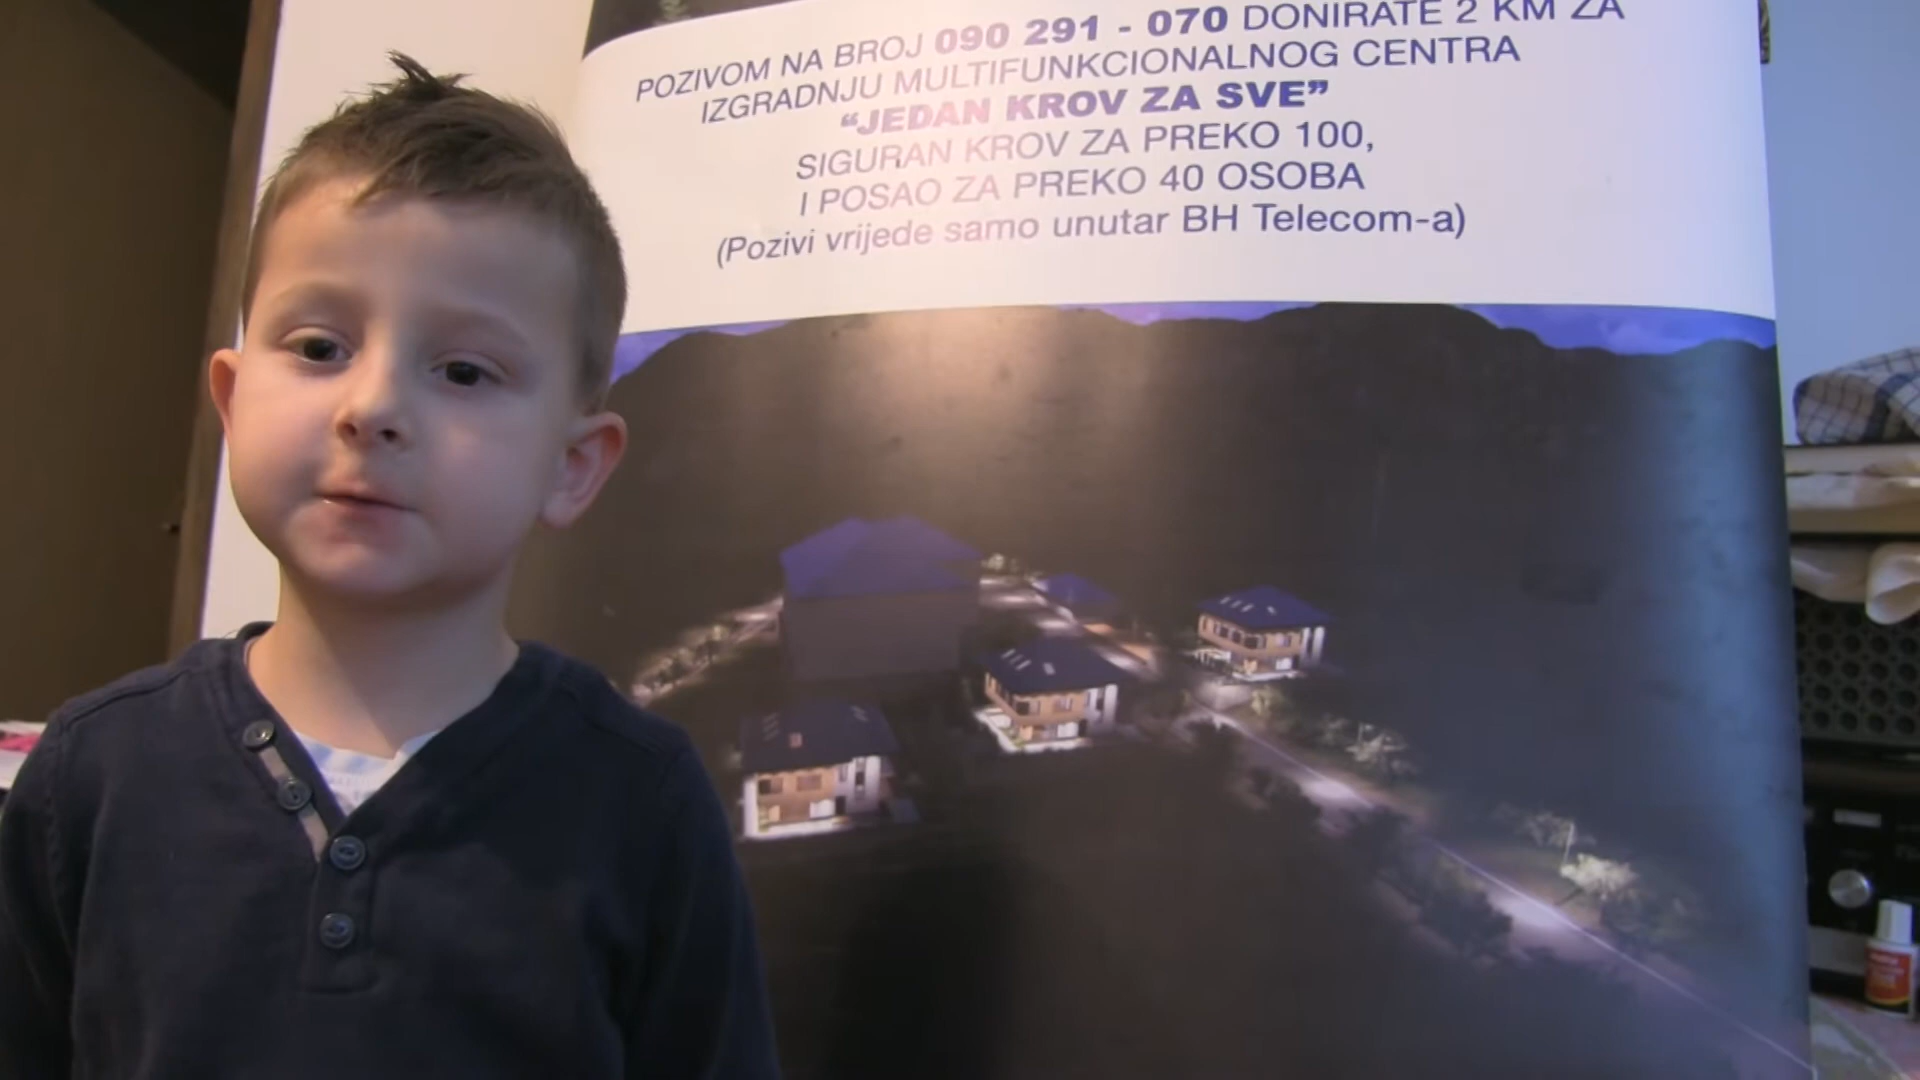 POZIVOM NA BROJ 090 291 - 070 DONIRATE 2 KM ZA
IZGRADNJU MULTIFUNKCIONALNOG CENTRA
“JEDAN KROV ZA SVE”
SIGURAN KROV ZA PREKO 100,
I POSAO ZA PREKO 40 OSOBA
(Pozivi vrijede samo unutar BH Telecom-a)